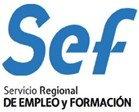 Sef
Servicio Regional
DE EMPLEO y FORMACIÓN